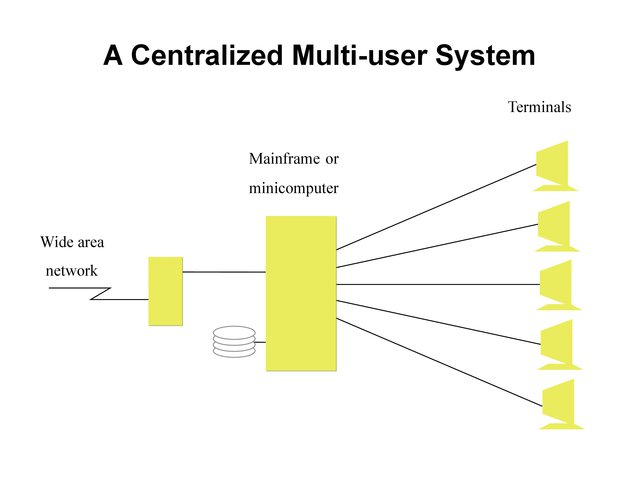 A Centralized Multi-user System
Terminals
Mainframe or
minicomputer
Wide area
network